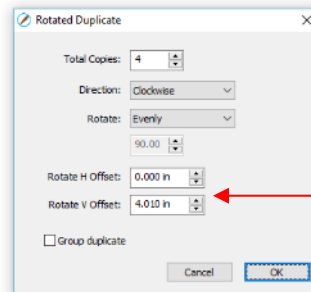 Rotated Duplicate
Total Copies: 4
Direction: Clockwise
Rotate: Evenly
90.00
Rotate H Offset: 0.000 in
Rotate V Offset: 4.010 in
Group duplicate
Cancel OK